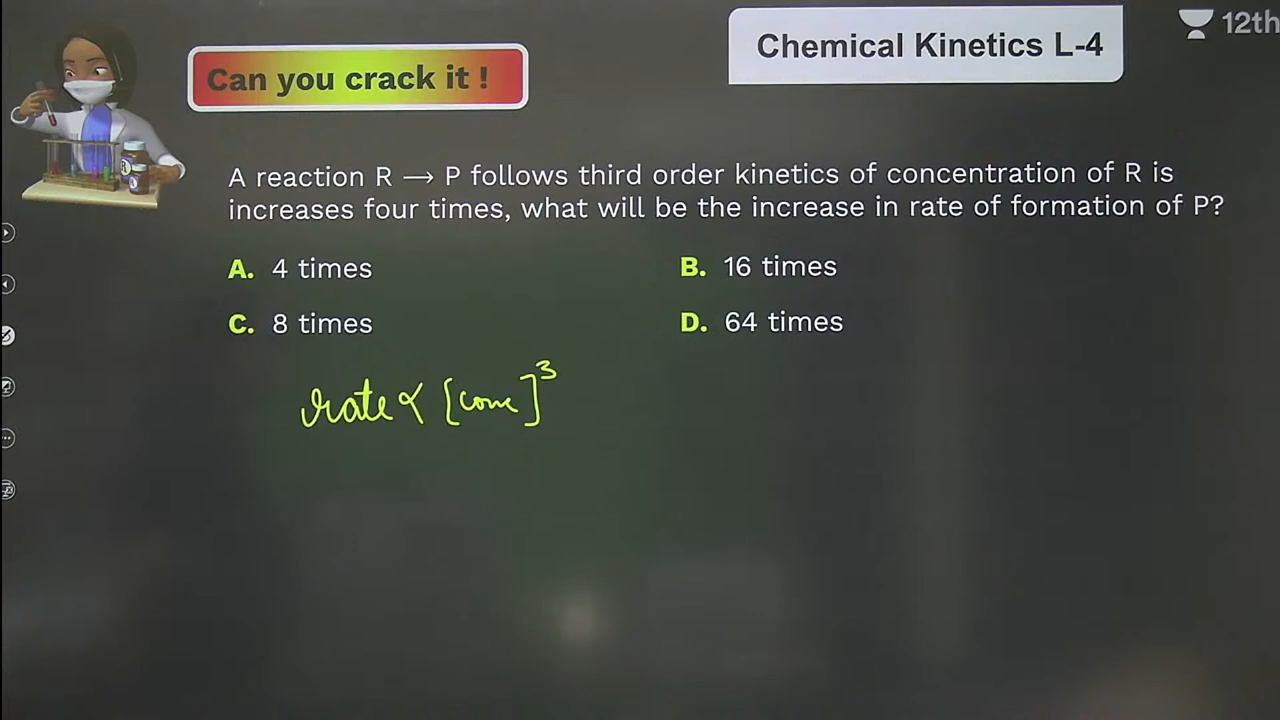 Can you crack it !
Chemical Kinetics L-4
12th
A reaction R → P follows third order kinetics of concentration of R is
increases four times, what will be the increase in rate of formation of P?
A. 4 times
B. 16 times
C. 8 times
D. 64 times
rate ∝ [conc]³